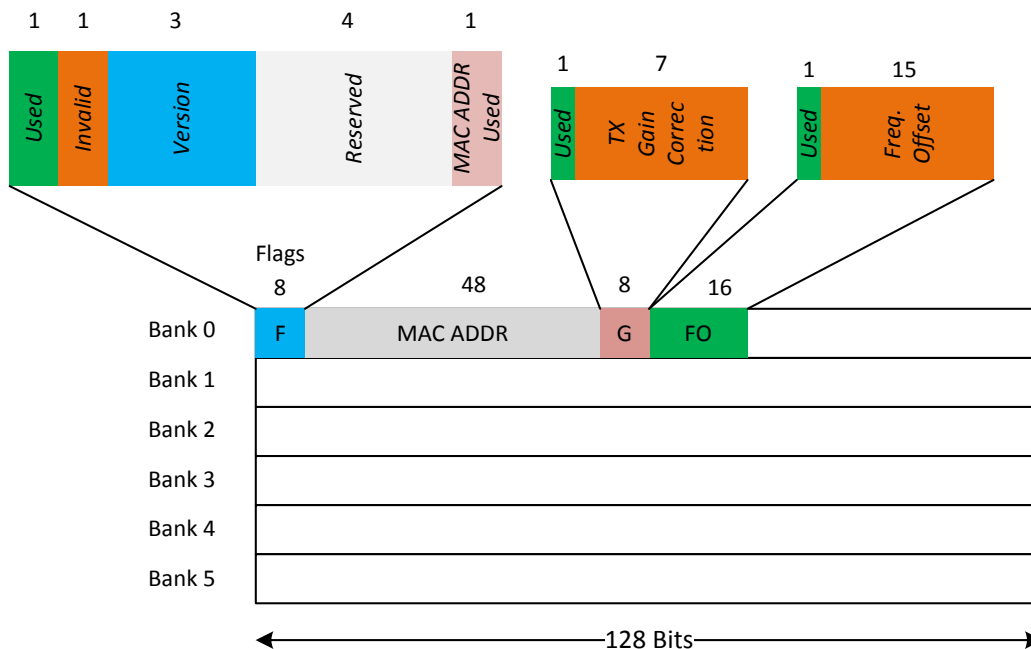 1 1 3 4 1
Used
Invalid
Version
Reserved
MAC ADDR
Used
1 7
Used
TX
Gain
Correc
tion
1 15
Used
Freq.
Offset
Flags
8 48 8 16
Bank 0 F MAC ADDR G FO
Bank 1
Bank 2
Bank 3
Bank 4
Bank 5
128 Bits